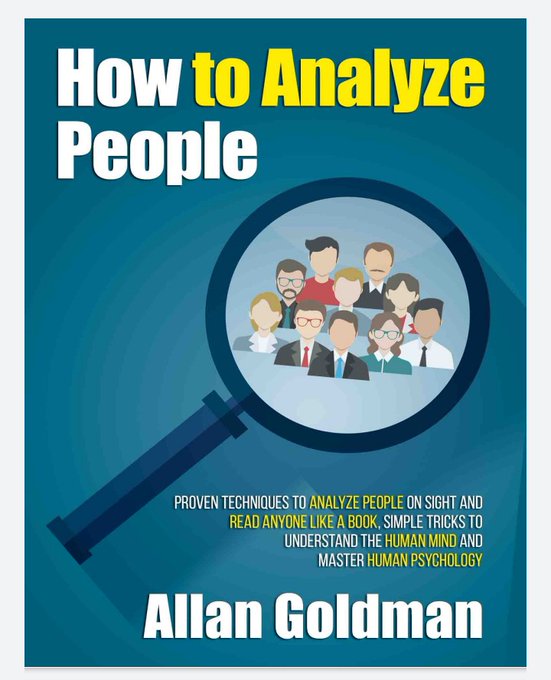 How to Analyze
People
PROVEN TECHNIQUES TO ANALYZE PEOPLE ON SIGHT AND
READ ANYONE LIKE A BOOK, SIMPLE TRICKS TO
UNDERSTAND THE HUMAN MIND AND
MASTER HUMAN PSYCHOLOGY
Allan Goldman